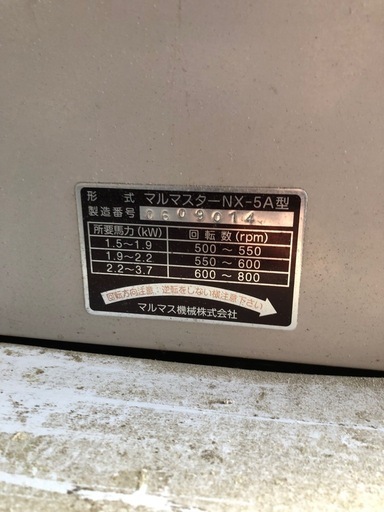 形 式 マルマスターNX-5A型
製造番号 0609014
所要馬力(kW) 回転数(rpm)
1.5〜1.9 500〜550
1.9〜2.2 550〜600
2.2〜3.7 600〜800
回転方向注意:逆転をしない様注意下さい
マルマス機械株式会社